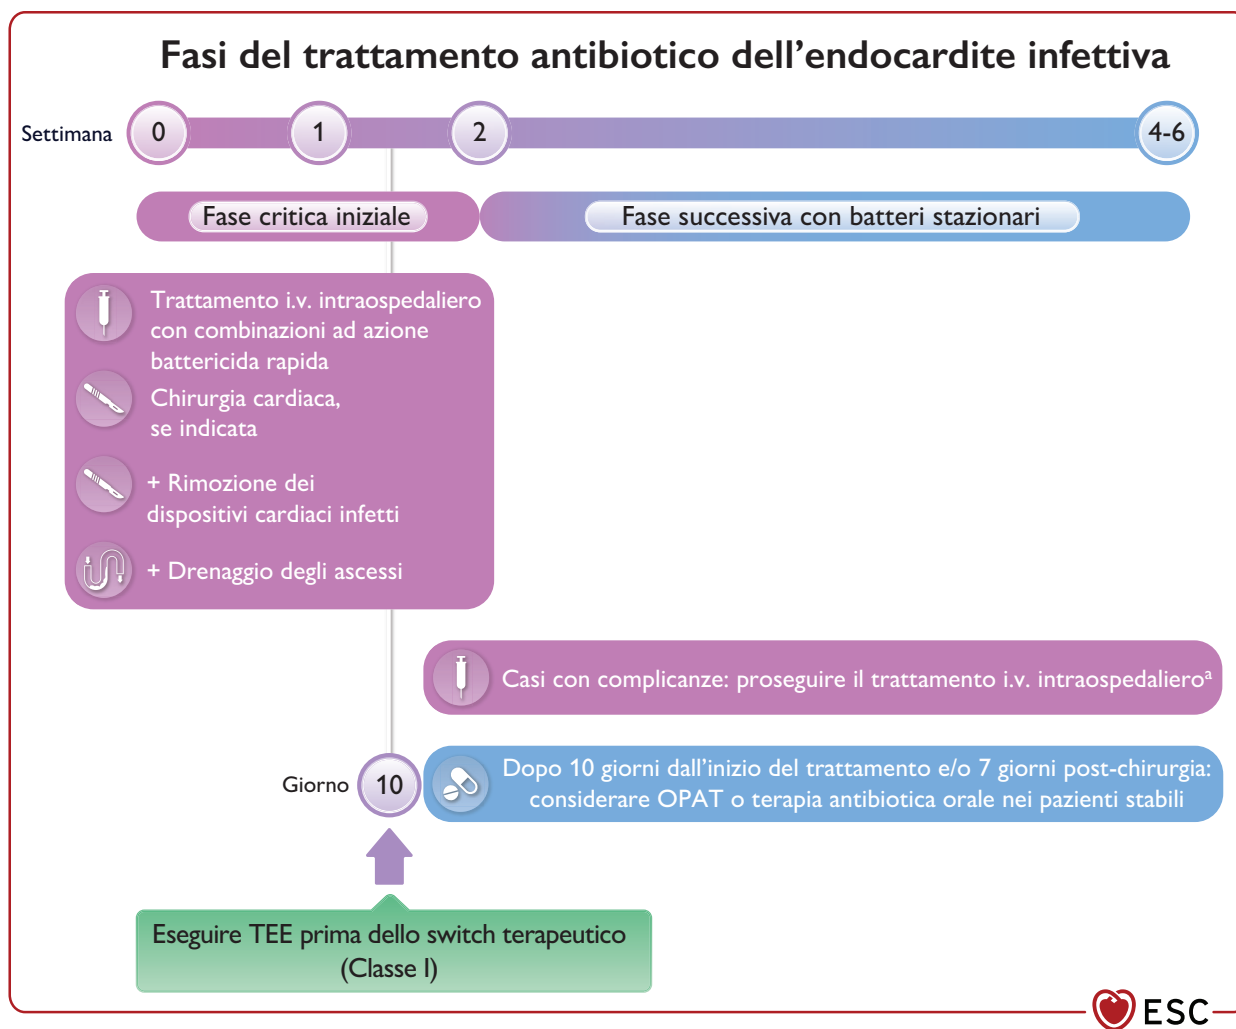 Fasi del trattamento antibiotico dell’endocardite infettiva
Settimana 0 1 2 4-6
Fase critica iniziale
Fase successiva con batteri stazionari
Trattamento i.v. intraospedaliero
con combinazioni ad azione
battericida rapida
Chirurgia cardiaca,
se indicata
+ Rimozione dei
dispositivi cardiaci infetti
+ Drenaggio degli ascessi
Casi con complicanze: proseguire il trattamento i.v. intraospedalieroᵃ
Giorno 10
Dopo 10 giorni dall’inizio del trattamento e/o 7 giorni post-chirurgia:
considerare OPAT o terapia antibiotica orale nei pazienti stabili
Eseguire TEE prima dello switch terapeutico
(Classe I)
ESC